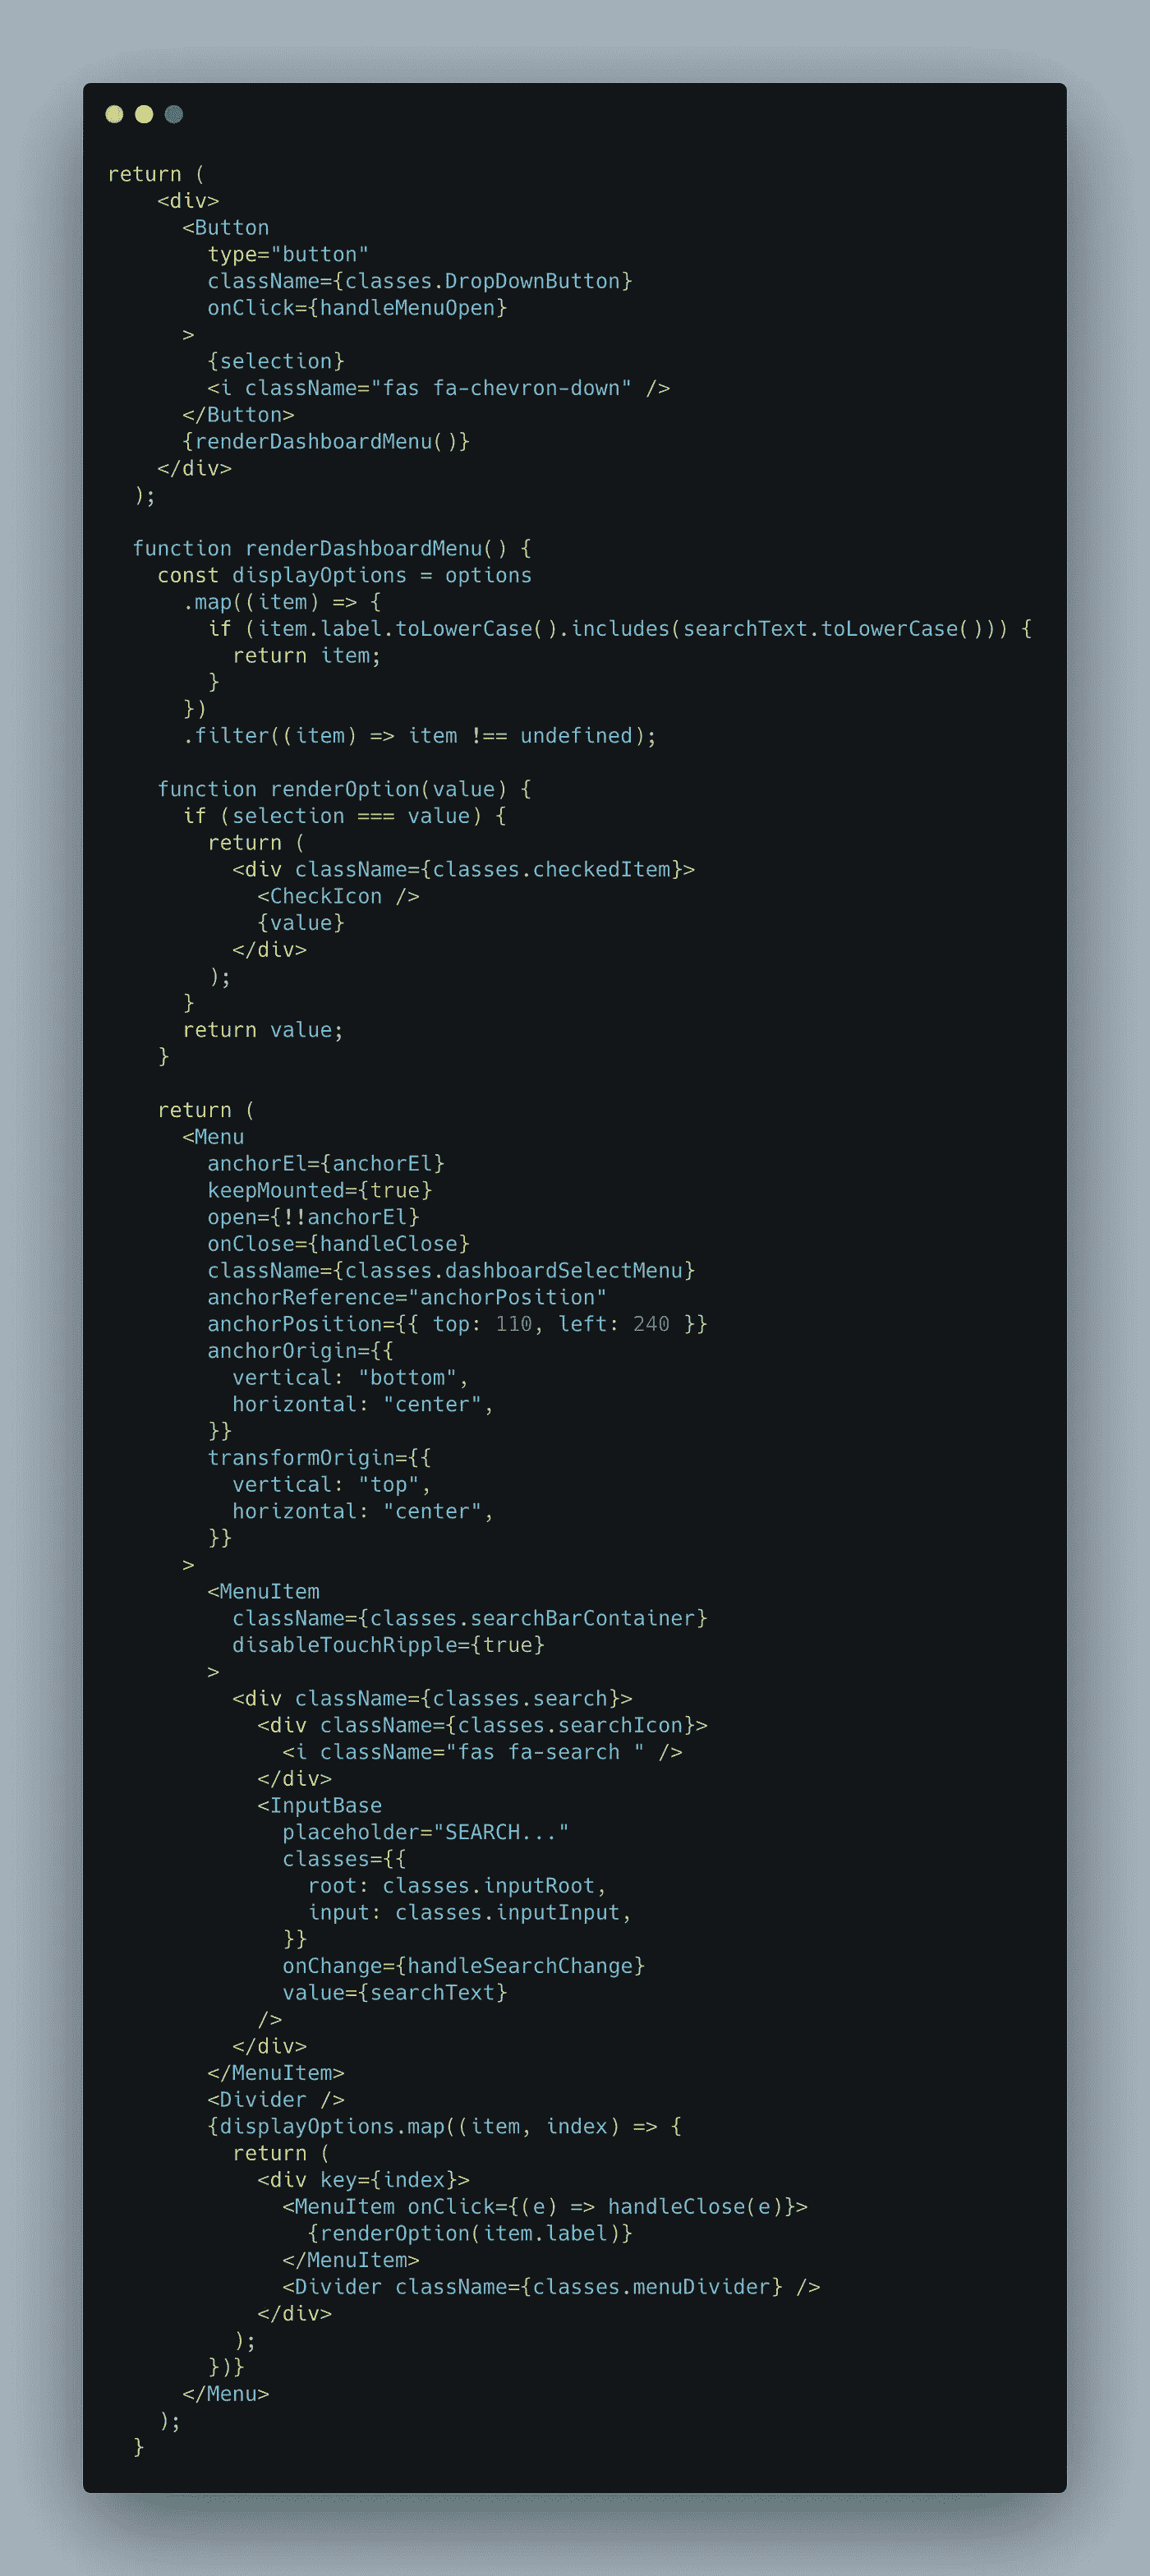 return (
    <div>
      <Button
        type="button"
        className={classes.DropDownButton}
        onClick={handleMenuOpen}
      >
        {selection}
        <i className="fas fa-chevron-down" />
      </Button>
      {renderDashboardMenu()}
    </div>
  );

  function renderDashboardMenu() {
    const displayOptions = options
      .map((item) => {
        if (item.label.toLowerCase().includes(searchText.toLowerCase())) {
          return item;
        }
      })
      .filter((item) => item !== undefined);

    function renderOption(value) {
      if (selection === value) {
        return (
          <div className={classes.checkedItem}>
            <CheckIcon />
            {value}
          </div>
        );
      }
      return value;
    }

    return (
      <Menu
        anchorEl={anchorEl}
        keepMounted={true}
        open={!!anchorEl}
        onClose={handleClose}
        className={classes.dashboardSelectMenu}
        anchorReference="anchorPosition"
        anchorPosition={{ top: 110, left: 240 }}
        anchorOrigin={{
          vertical: "bottom",
          horizontal: "center",
        }}
        transformOrigin={{
          vertical: "top",
          horizontal: "center",
        }}
      >
        <MenuItem
          className={classes.searchBarContainer}
          disableTouchRipple={true}
        >
          <div className={classes.search}>
            <div className={classes.searchIcon}>
              <i className="fas fa-search " />
            </div>
            <InputBase
              placeholder="SEARCH..."
              classes={{
                root: classes.inputRoot,
                input: classes.inputInput,
              }}
              onChange={handleSearchChange}
              value={searchText}
            />
          </div>
        </MenuItem>
        <Divider />
        {displayOptions.map((item, index) => {
          return (
            <div key={index}>
              <MenuItem onClick={(e) => handleClose(e)}>
                {renderOption(item.label)}
              </MenuItem>
              <Divider className={classes.menuDivider} />
            </div>
          );
        })}
      </Menu>
    );
  }